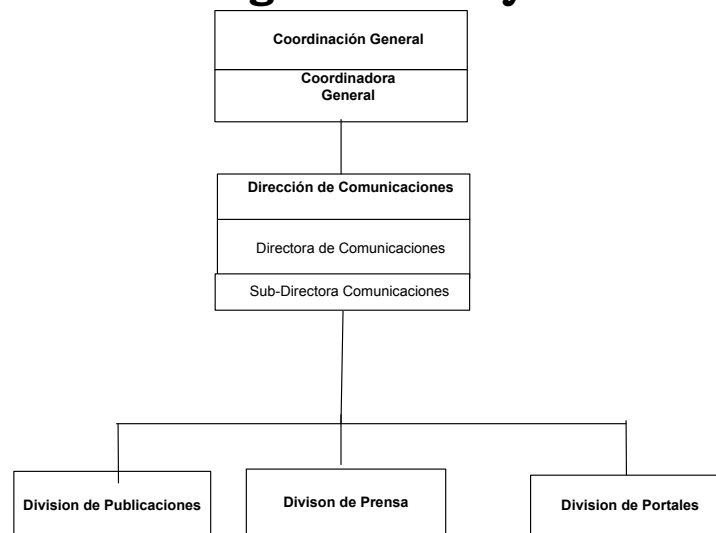 Coordinación General
Coordinadora
General
Dirección de Comunicaciones
Directora de Comunicaciones
Sub-Directora Comunicaciones
Division de Publicaciones
Divison de Prensa
Division de Portales